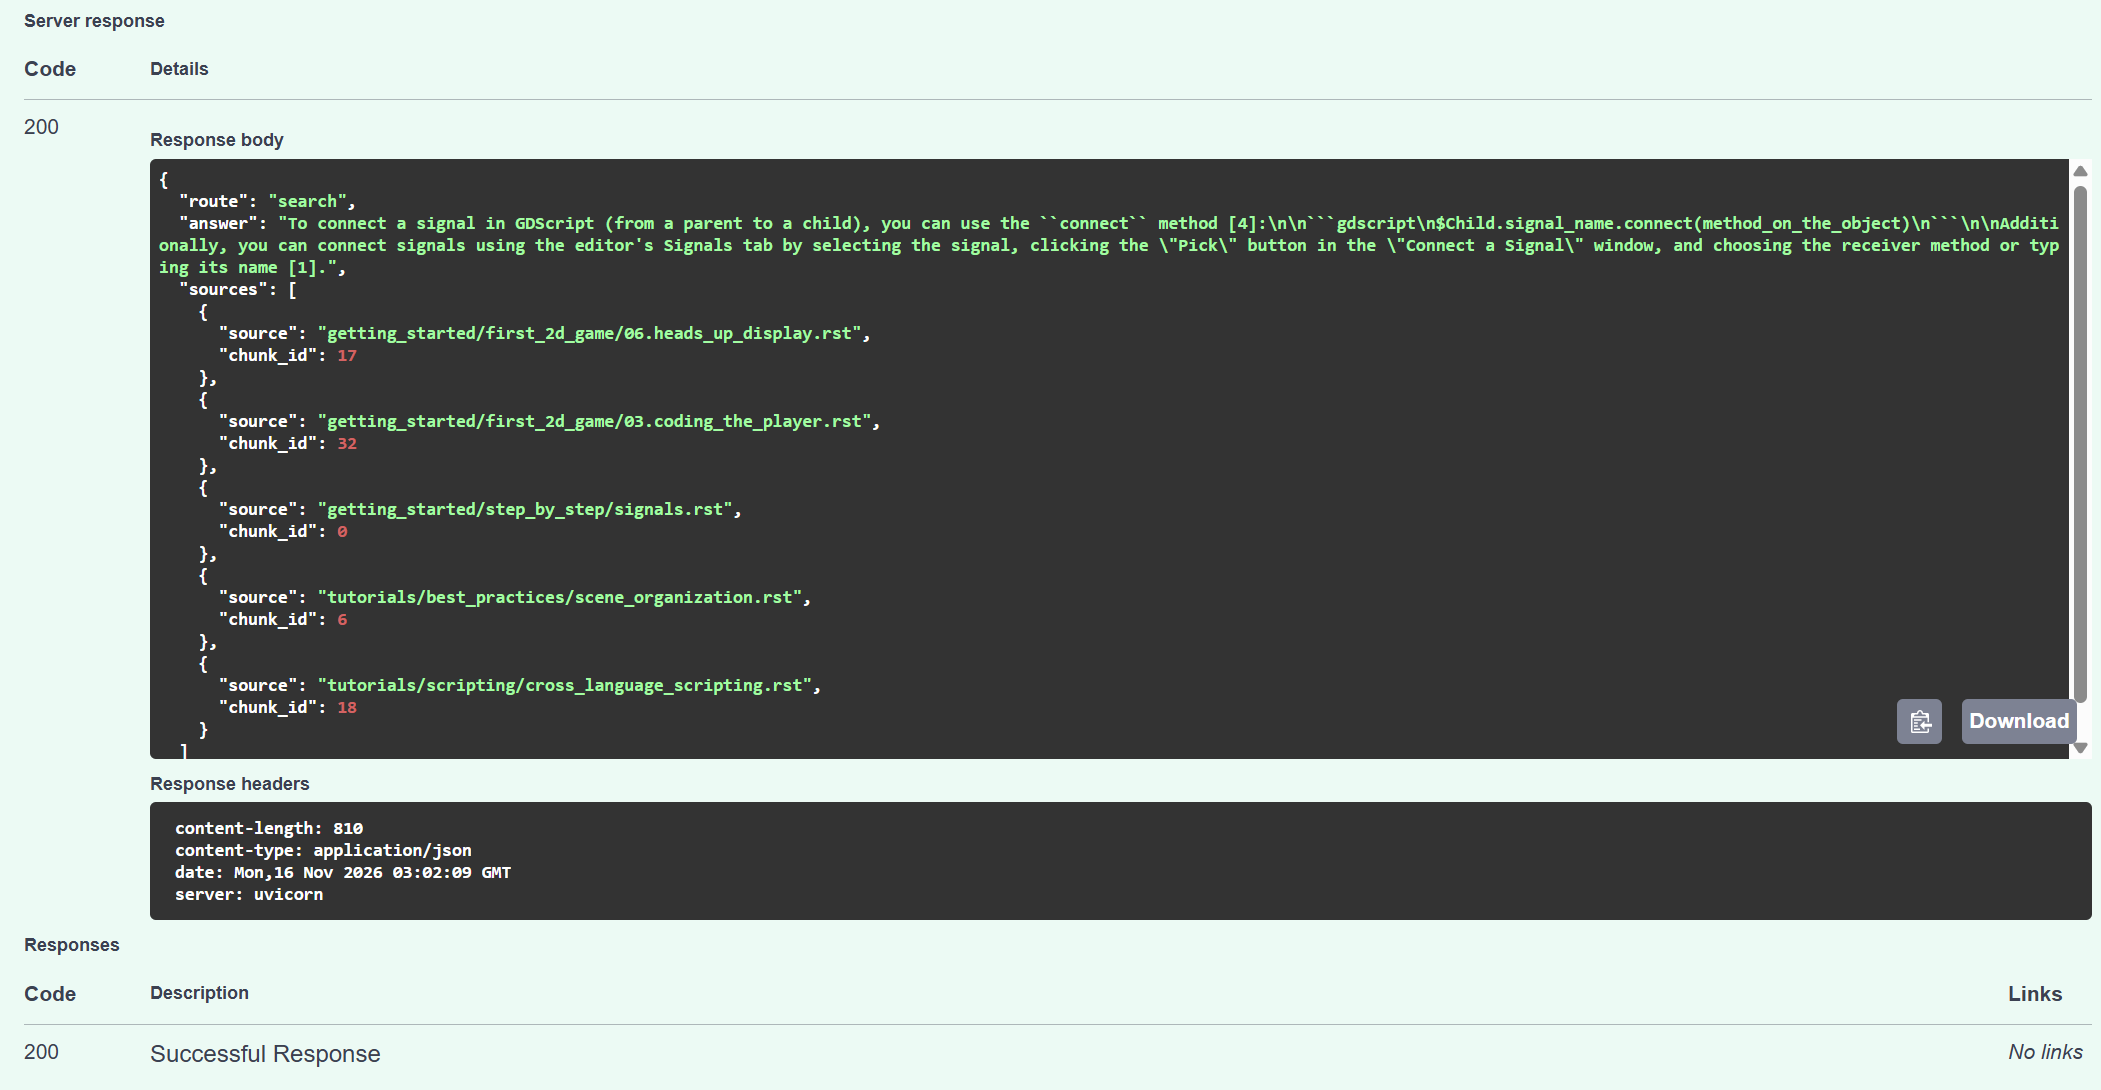 Server response
Code Details
200
Response body
{
  "route": "search",
  "answer": "To connect a signal in GDScript (from a parent to a child), you can use the ``connect`` method [4]:\n\n```gdscript\n$Child.signal_name.connect(method_on_the_object)\n```\n\nAdditi
onally, you can connect signals using the editor's Signals tab by selecting the signal, clicking the \"Pick\" button in the \"Connect a Signal\" window, and choosing the receiver method or typ
ing its name [1].",
  "sources": [
    {
      "source": "getting_started/first_2d_game/06.heads_up_display.rst",
      "chunk_id": 17
    },
    {
      "source": "getting_started/first_2d_game/03.coding_the_player.rst",
      "chunk_id": 32
    },
    {
      "source": "getting_started/step_by_step/signals.rst",
      "chunk_id": 0
    },
    {
      "source": "tutorials/best_practices/scene_organization.rst",
      "chunk_id": 6
    },
    {
      "source": "tutorials/scripting/cross_language_scripting.rst",
      "chunk_id": 18
    }
  ]
Download
Response headers
content-length: 810
content-type: application/json
date: Mon,16 Nov 2026 03:02:09 GMT
server: uvicorn
Responses
Code Description Links
200 Successful Response No links